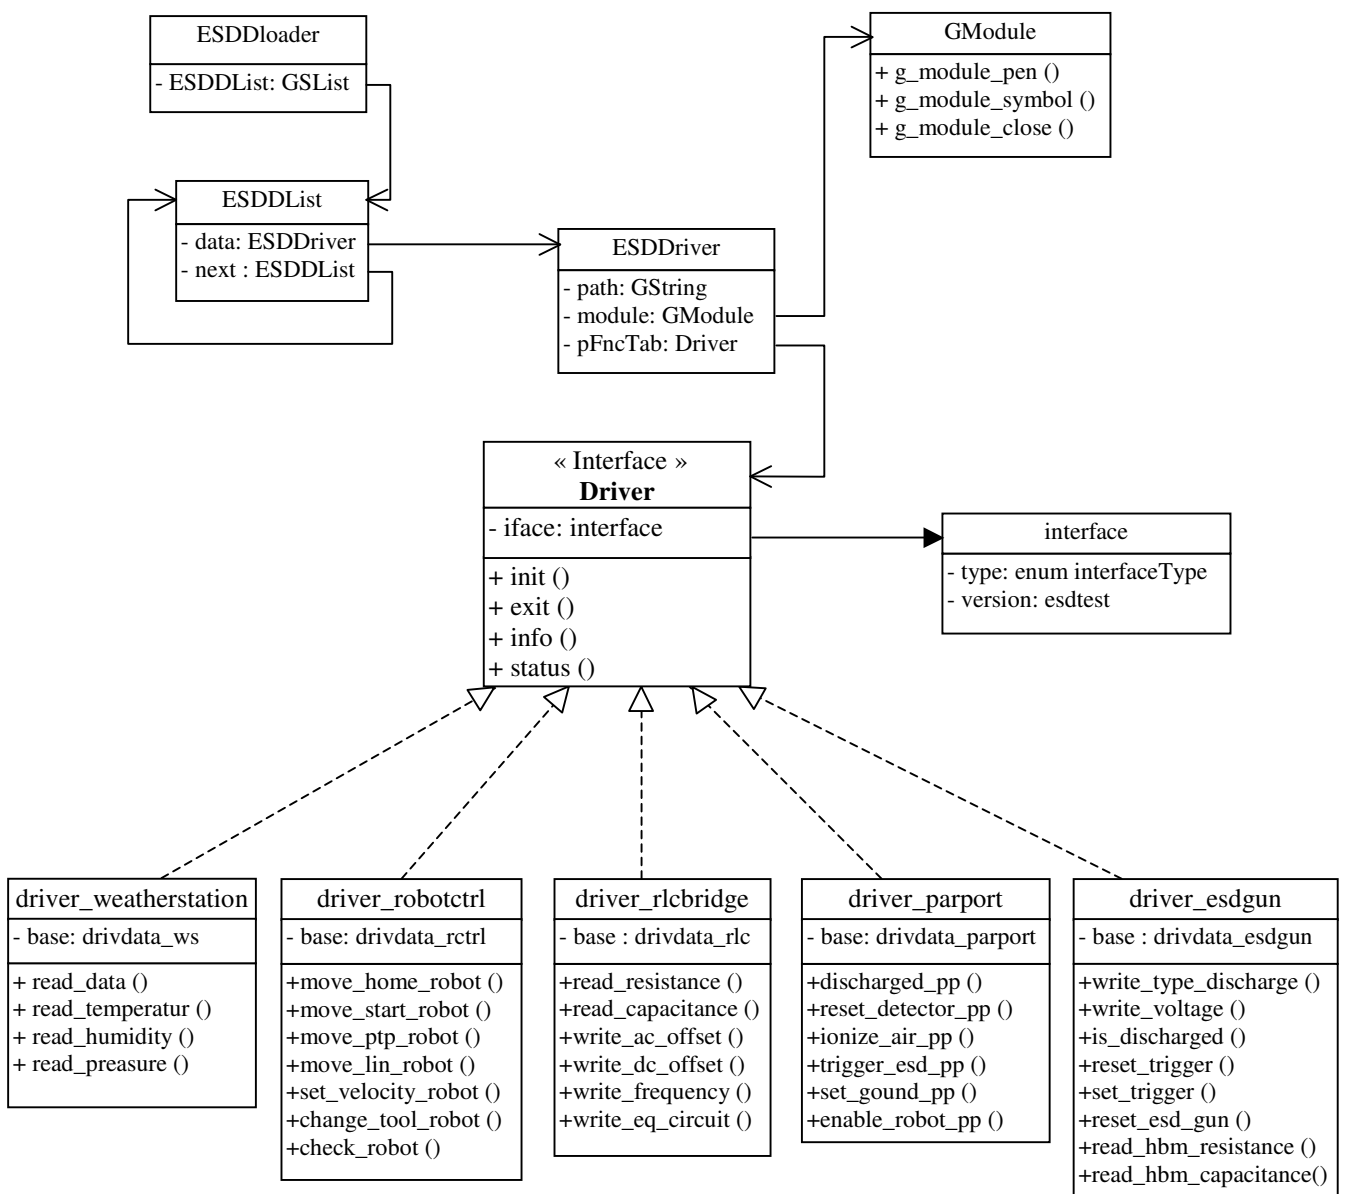 ESDDloader
- ESDDList: GSList
GModule
+ g_module_pen ()
+ g_module_symbol ()
+ g_module_close ()
ESDDList
- data: ESDDriver
- next : ESDDList
ESDDriver
- path: GString
- module: GModule
- pFncTab: Driver
« Interface »
Driver
- iface: interface
+ init ()
+ exit ()
+ info ()
+ status ()
interface
- type: enum interfaceType
- version: esdtest
driver_weatherstation
- base: drivdata_ws
+ read_data ()
+ read_temperatur ()
+ read_humidity ()
+ read_preasure ()
driver_robotctrl
- base: drivdata_rctrl
+move_home_robot ()
+move_start_robot ()
+move_ptp_robot ()
+move_lin_robot ()
+set_velocity_robot ()
+change_tool_robot ()
+check_robot ()
driver_rlcbridge
- base : drivdata_rlc
+read_resistance ()
+read_capacitance ()
+write_ac_offset ()
+write_dc_offset ()
+write_frequency ()
+write_eq_circuit ()
driver_parport
- base: drivdata_parport
+discharged_pp ()
+reset_detector_pp ()
+ionize_air_pp ()
+trigger_esd_pp ()
+set_gound_pp ()
+enable_robot_pp ()
driver_esdgun
- base : drivdata_esdgun
+write_type_discharge ()
+write_voltage ()
+is_discharged ()
+reset_trigger ()
+set_trigger ()
+reset_esd_gun ()
+read_hbm_resistance ()
+read_hbm_capacitance()